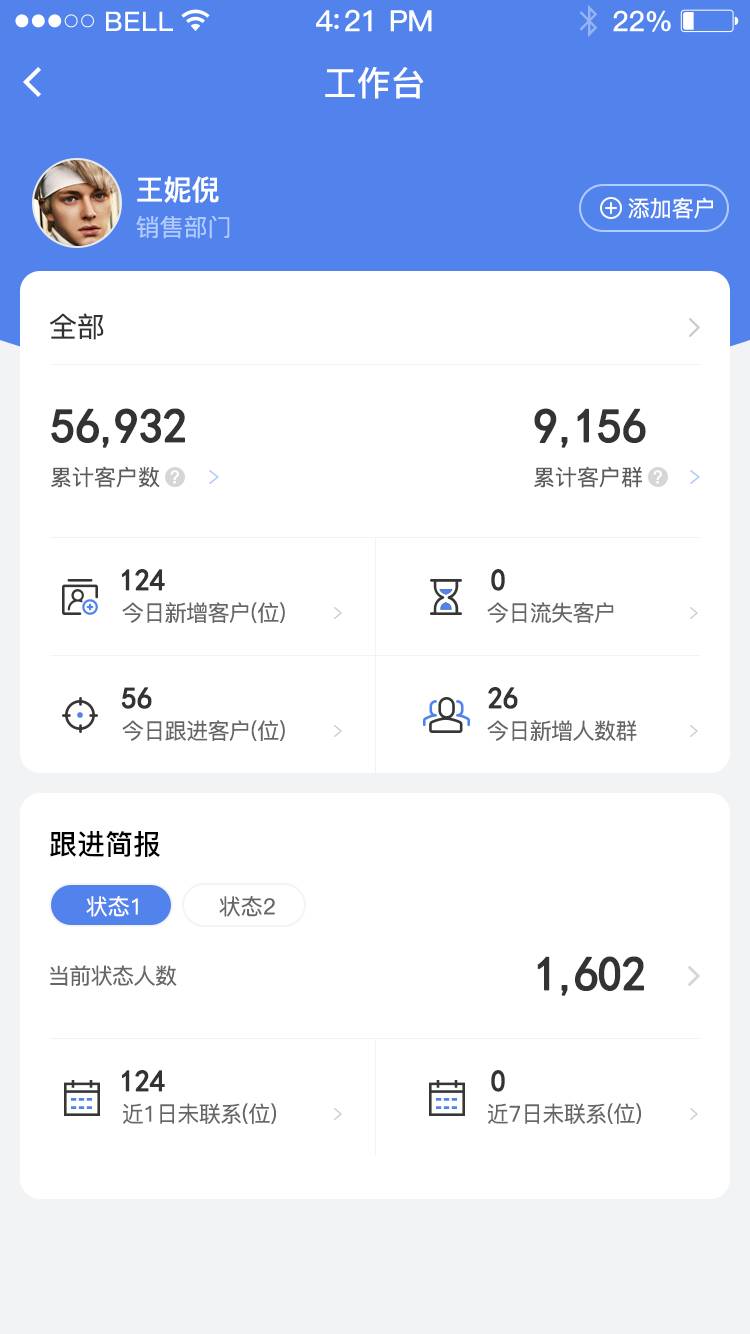 BELL 4:21 PM 22%
工作台
王妮倪
销售部门
添加客户
全部
56,932 9,156
累计客户数? 累计客户群?
124 0
今日新增客户(位) 今日流失客户
56 26
今日跟进客户(位) 今日新增人数群
跟进简报
状态1 状态2
当前状态人数 1,602
124 0
近1日未联系(位) 近7日未联系(位)